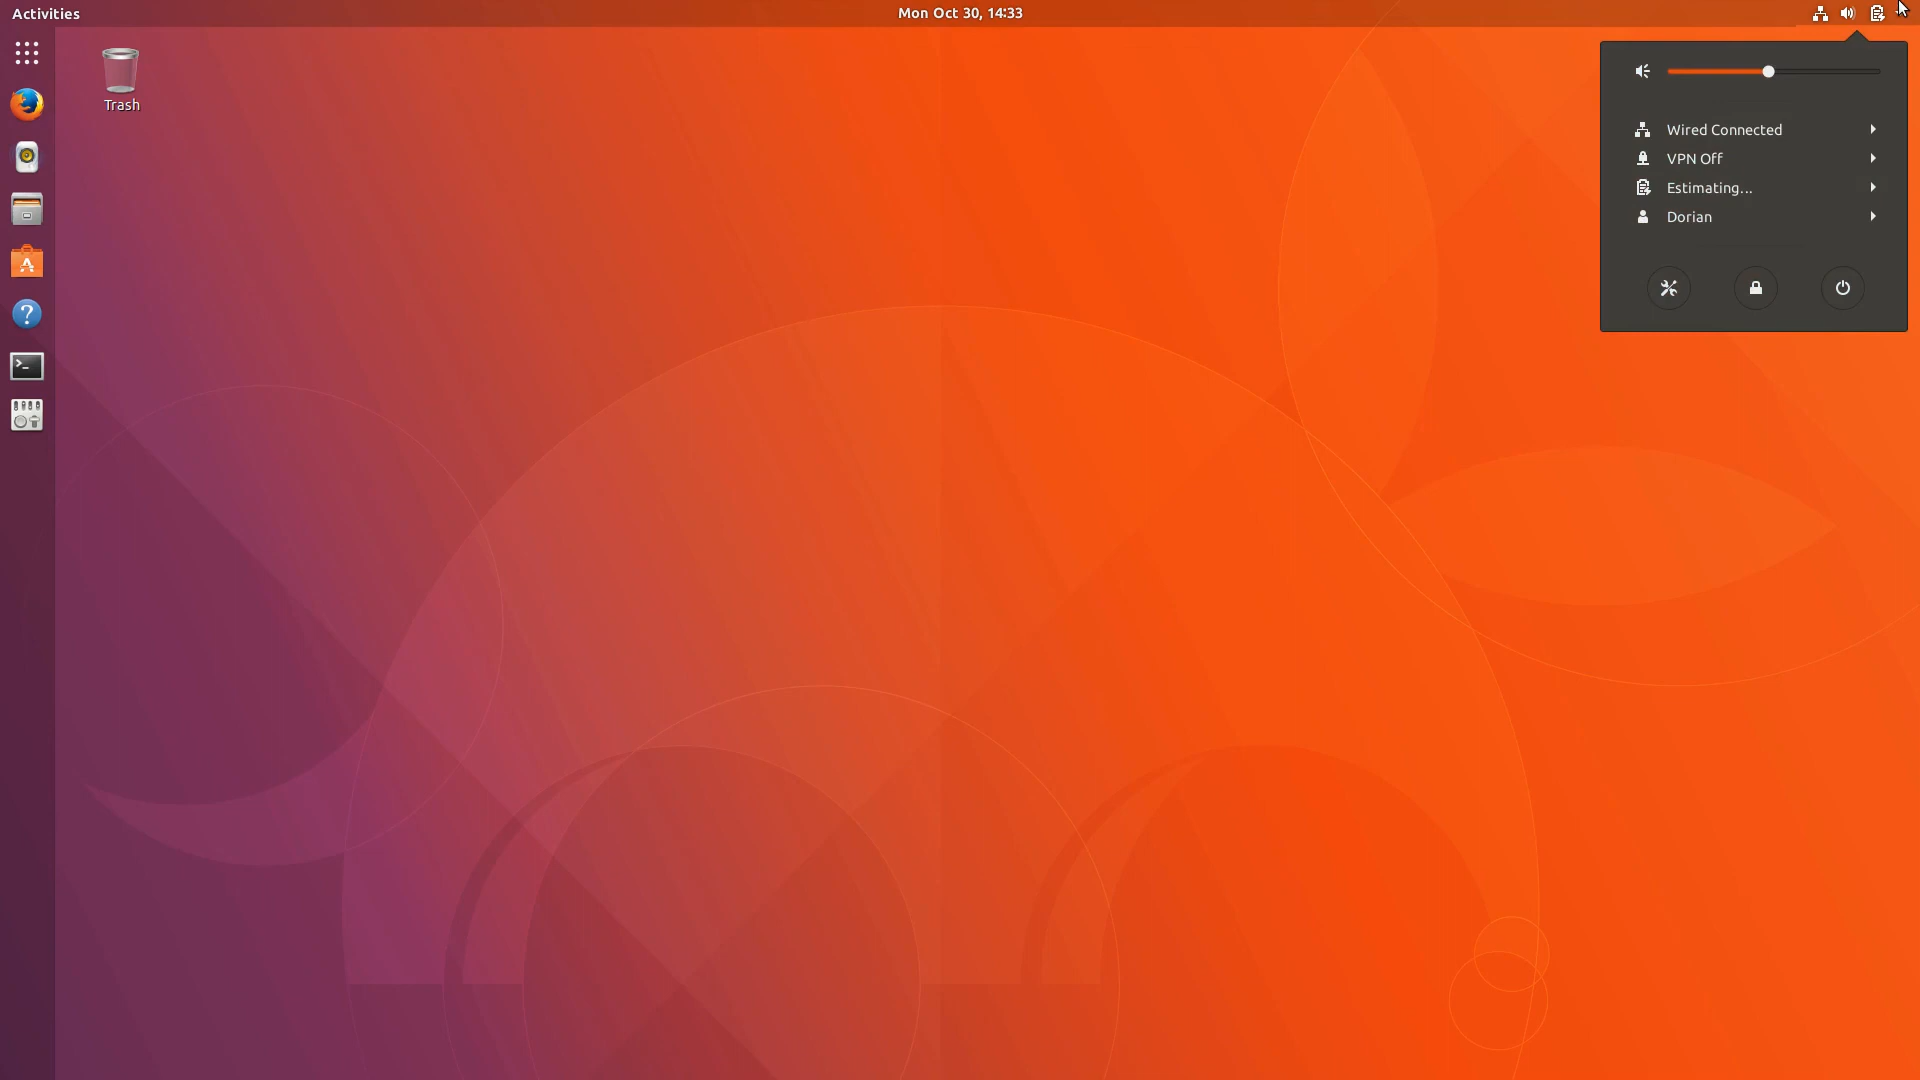 Activities
Mon Oct 30, 14:33
Trash
Wired Connected
VPN Off
Estimating…
Dorian